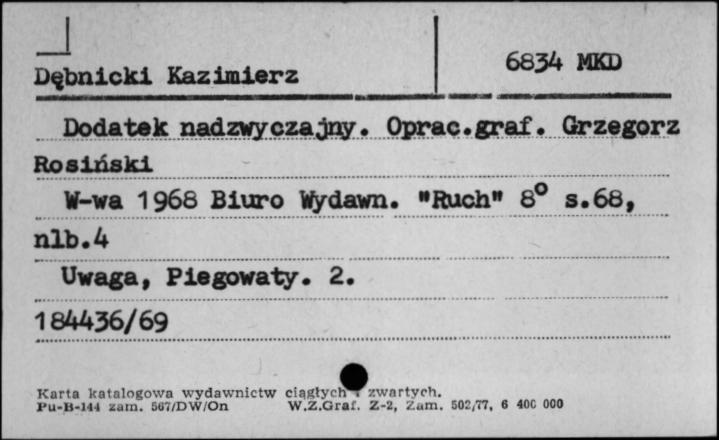 Dębnicki Kazimierz
6834 MKD
Dodatek nadzwyczajny. Oprac.graf. Grzegorz
Rosiński
W-wa 1968 Biuro Wydawn. "Ruch" 8° s.68,
nlb.4
Uwaga, Piegowaty. 2.
184436/69
Karta katalogowa wydawnictw ciągłych i zwartych.
Pu-B-144 zam. 567/DW/On W.Z.Graf. Z-2, Zam. 502/77, 6 400 000